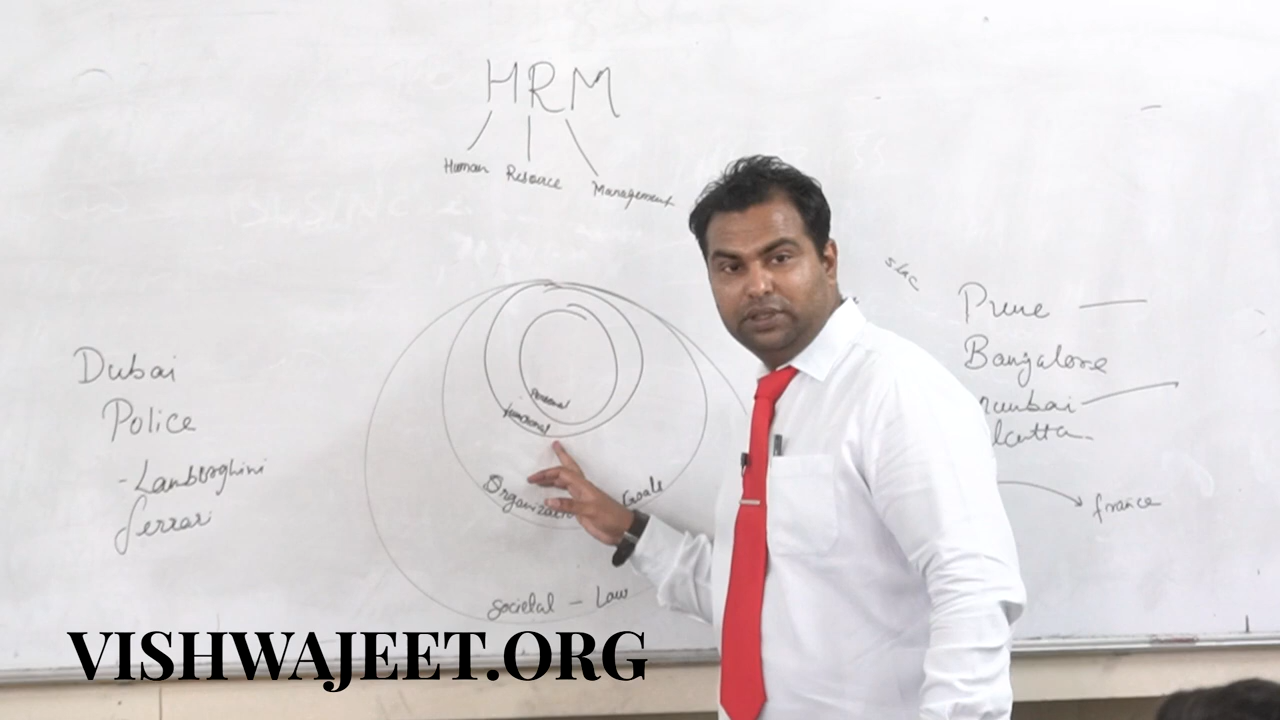 HRM
Human Resource Management
Dubai
Police
- Lamborghini
ferrari
Personal
functional
Organization Goals
Societal - Law
Pune
Bangalore
Mumbai
france
VISHWAJEET.ORG